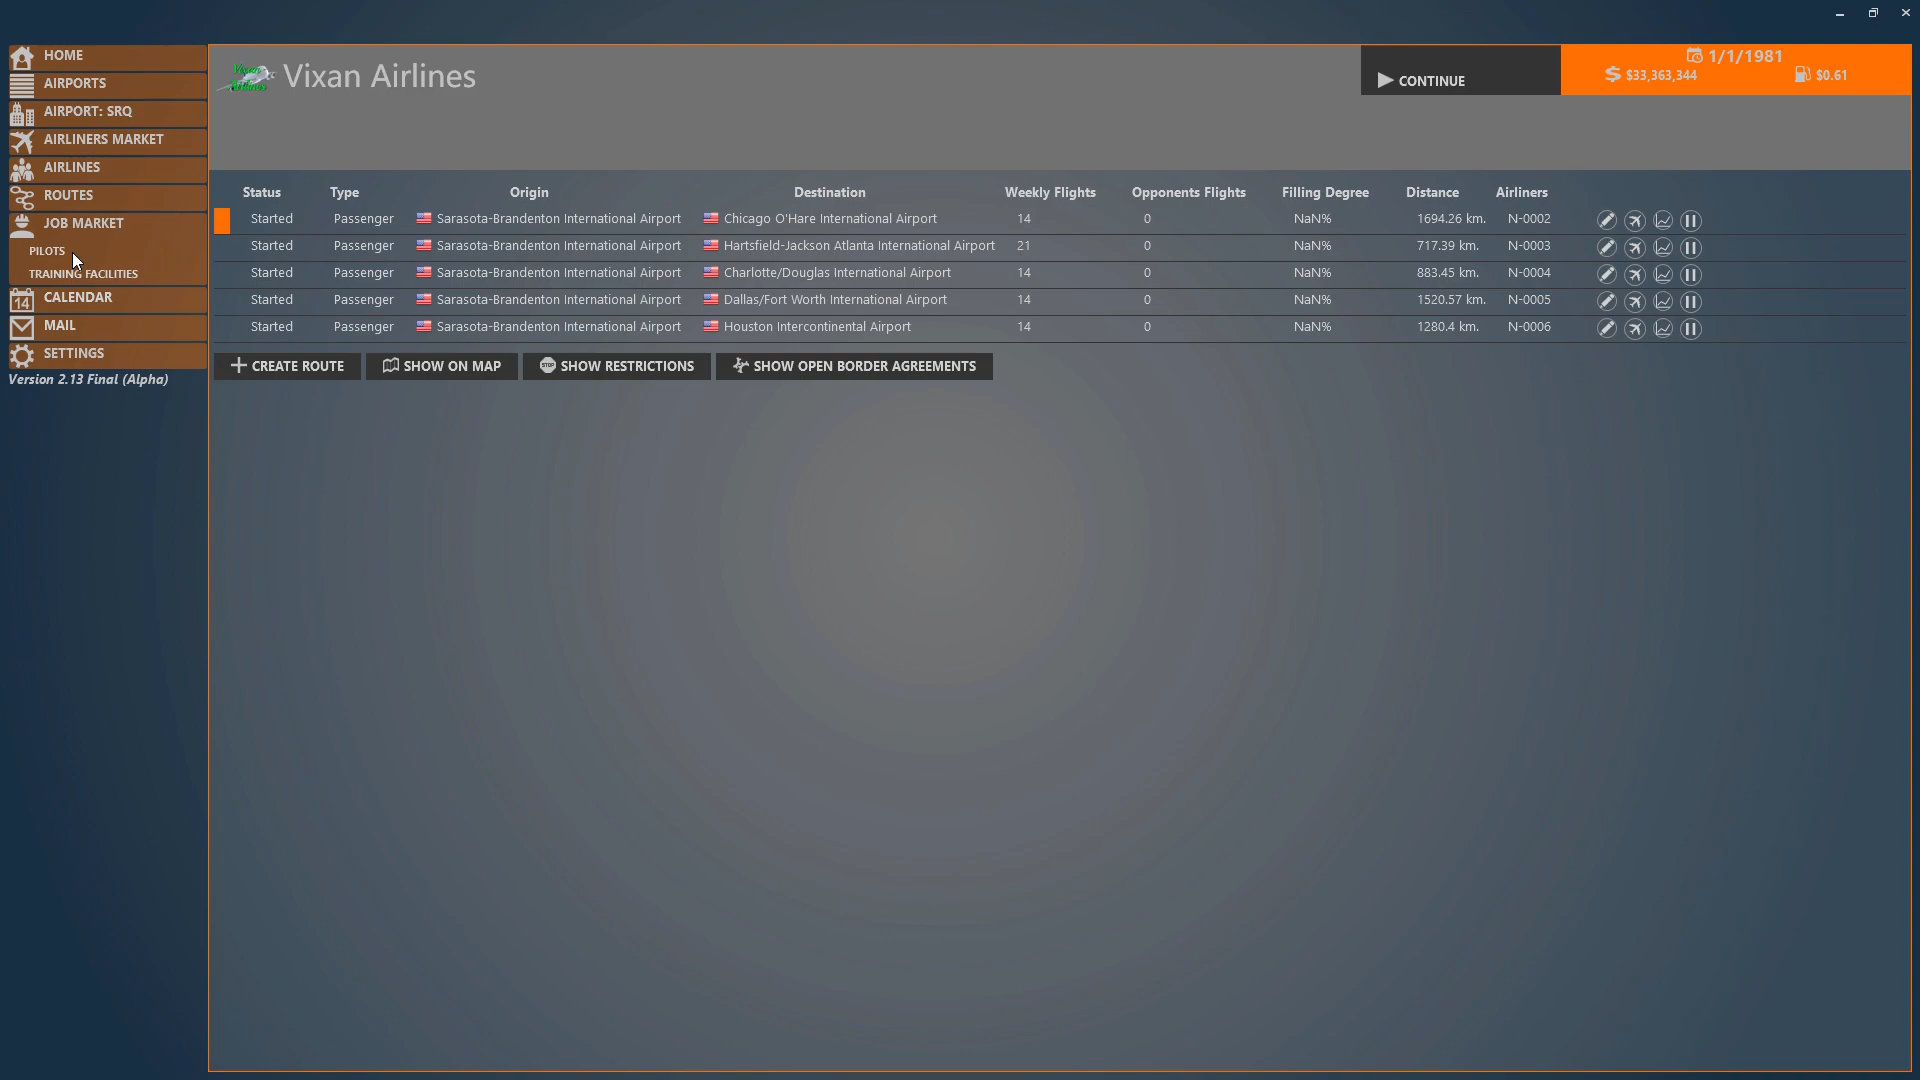 HOME
AIRPORTS
AIRPORT: SRQ
AIRLINERS MARKET
AIRLINES
ROUTES
JOB MARKET
PILOTS
TRAINING FACILITIES
14 CALENDAR
MAIL
SETTINGS
Version 2.13 Final (Alpha)
Vixan Airlines Vixan Airlines
CONTINUE
1/1/1981
$33,363,344 $0.61
Status Type Origin Destination Weekly Flights Opponents Flights Filling Degree Distance Airliners
Started Passenger Sarasota-Brandenton International Airport Chicago O'Hare International Airport 14 0 NaN% 1694.26 km. N-0002
Started Passenger Sarasota-Brandenton International Airport Hartsfield-Jackson Atlanta International Airport 21 0 NaN% 717.39 km. N-0003
Started Passenger Sarasota-Brandenton International Airport Charlotte/Douglas International Airport 14 0 NaN% 883.45 km. N-0004
Started Passenger Sarasota-Brandenton International Airport Dallas/Fort Worth International Airport 14 0 NaN% 1520.57 km. N-0005
Started Passenger Sarasota-Brandenton International Airport Houston Intercontinental Airport 14 0 NaN% 1280.4 km. N-0006
CREATE ROUTE SHOW ON MAP STOP SHOW RESTRICTIONS SHOW OPEN BORDER AGREEMENTS